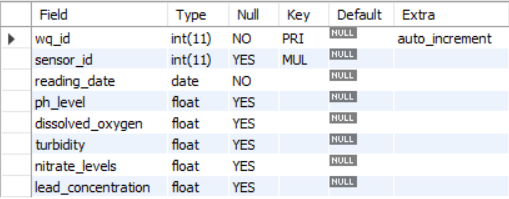 Field Type Null Key Default Extra
wq_id int(11) NO PRI NULL auto_increment
sensor_id int(11) YES MUL NULL
reading_date date NO NULL
ph_level float YES NULL
dissolved_oxygen float YES NULL
turbidity float YES NULL
nitrate_levels float YES NULL
lead_concentration float YES NULL